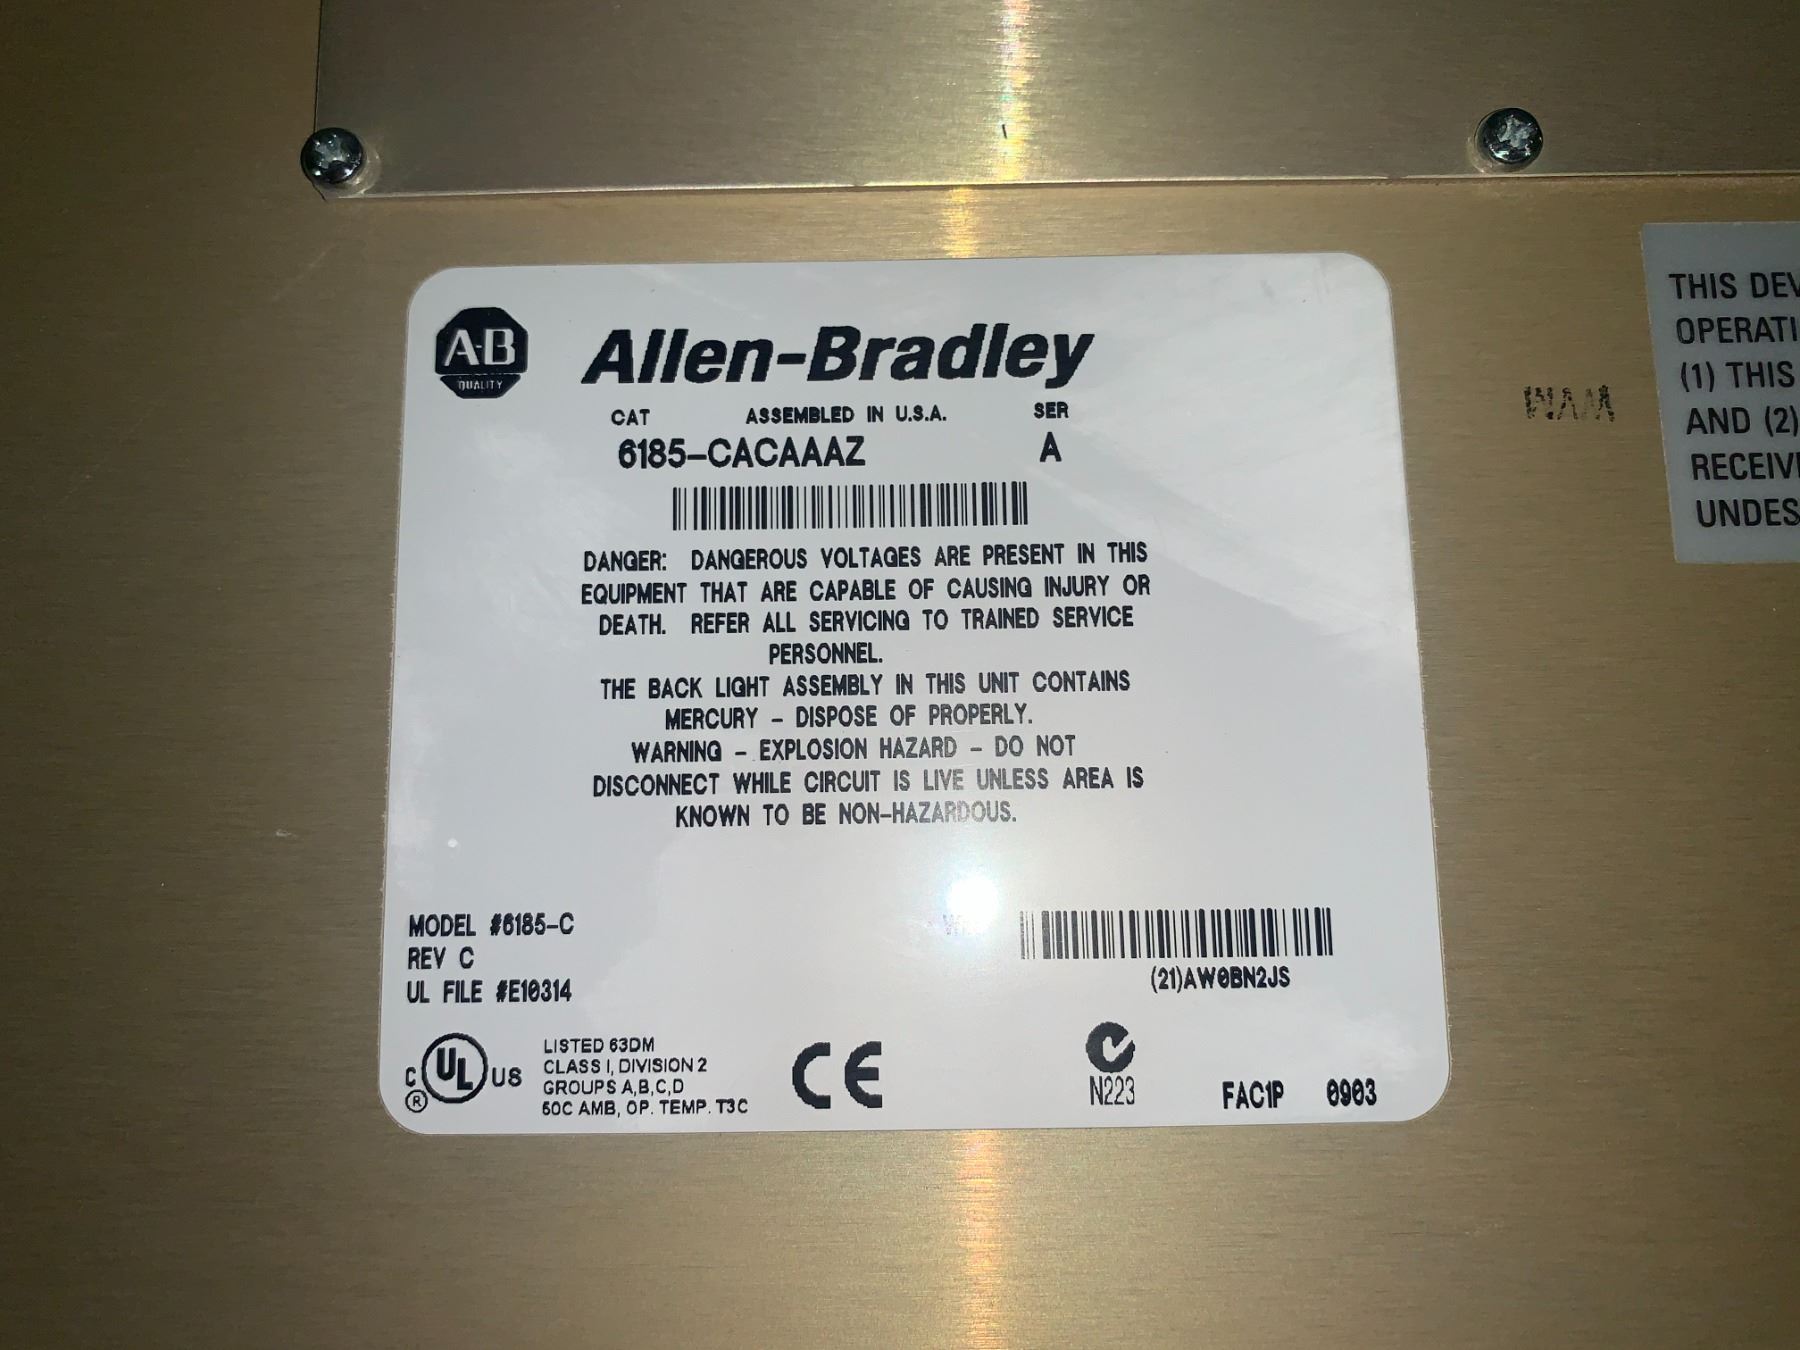 A-B
QUALITY
Allen-Bradley
CAT ASSEMBLED IN U.S.A. SER
6185-CACAAAZ A
DANGER: DANGEROUS VOLTAGES ARE PRESENT IN THIS
EQUIPMENT THAT ARE CAPABLE OF CAUSING INJURY OR
DEATH. REFER ALL SERVICING TO TRAINED SERVICE
PERSONNEL.
THE BACK LIGHT ASSEMBLY IN THIS UNIT CONTAINS
MERCURY - DISPOSE OF PROPERLY.
WARNING - EXPLOSION HAZARD - DO NOT
DISCONNECT WHILE CIRCUIT IS LIVE UNLESS AREA IS
KNOWN TO BE NON-HAZARDOUS.
MODEL #6185-C
REV C
UL FILE #E10314
(21)AW0BN2JS
C UL US
®
LISTED 63DM
CLASS I, DIVISION 2
GROUPS A,B,C,D
50C AMB, OP. TEMP. T3C
CE
N223
FAC1P 0903
THIS DEV
OPERATI
(1) THIS
AND (2)
RECEIV
UNDES